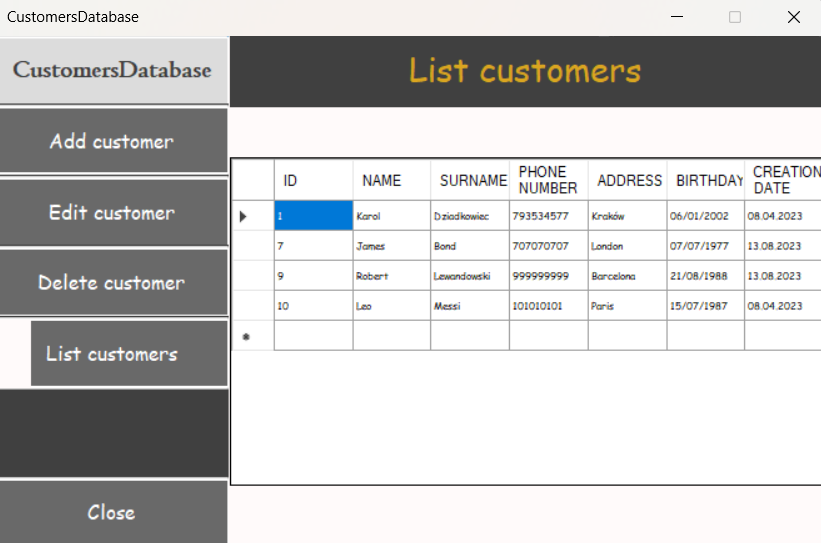 CustomersDatabase
CustomersDatabase
List customers
Add customer
Edit customer
Delete customer
List customers
Close
ID NAME SURNAME PHONE NUMBER ADDRESS BIRTHDAY CREATION DATE
1 Karol Dziadkowiec 793534577 Kraków 06/01/2002 08.04.2023
7 James Bond 707070707 London 07/07/1977 13.08.2023
9 Robert Lewandowski 999999999 Barcelona 21/08/1988 13.08.2023
10 Leo Messi 101010101 Paris 15/07/1987 08.04.2023